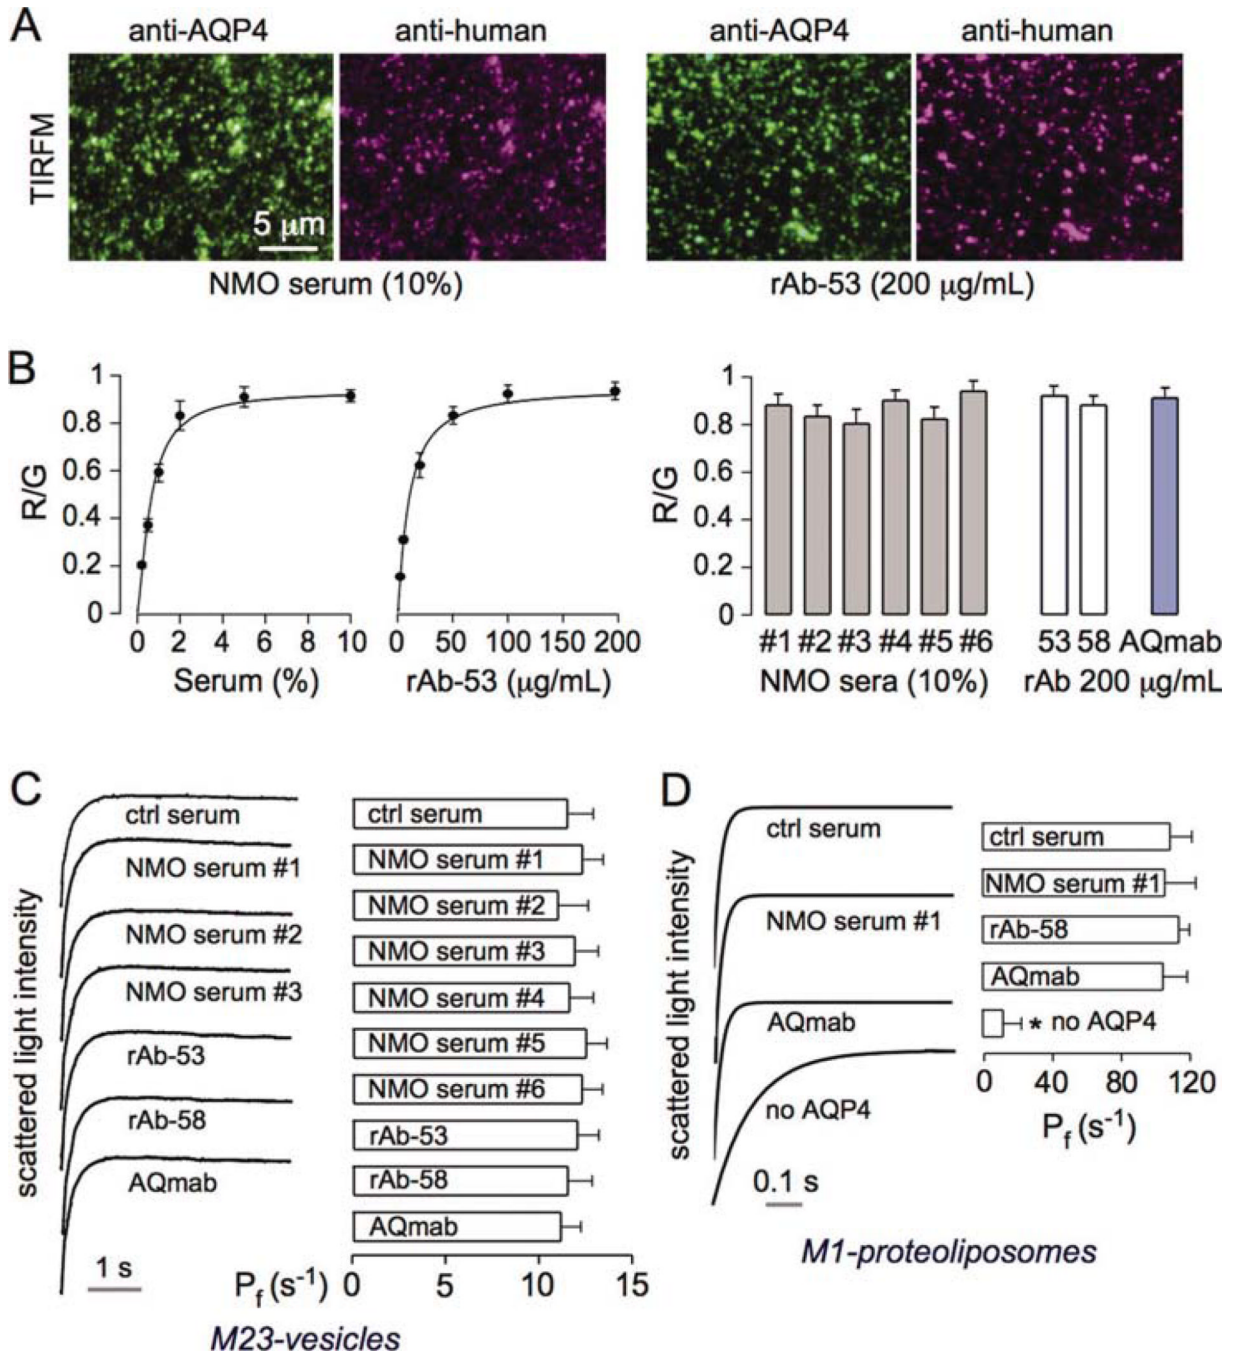 A
anti-AQP4 anti-human anti-AQP4 anti-human
TIRFM
5 μm
NMO serum (10%) rAb-53 (200 μg/mL)
B
R/G
1
0.8
0.6
0.4
0.2
0
0 2 4 6 8 10
Serum (%)
0 50 100 150 200
rAb-53 (μg/mL)
R/G
1
0.8
0.6
0.4
0.2
0
#1 #2 #3 #4 #5 #6 53 58 AQmab
NMO sera (10%) rAb 200 μg/mL
C
scattered light intensity
ctrl serum
NMO serum #1
NMO serum #2
NMO serum #3
rAb-53
rAb-58
AQmab
1 s
ctrl serum
NMO serum #1
NMO serum #2
NMO serum #3
NMO serum #4
NMO serum #5
NMO serum #6
rAb-53
rAb-58
AQmab
0 5 10 15
Pf (s-1)
M23-vesicles
D
scattered light intensity
ctrl serum
NMO serum #1
AQmab
no AQP4
0.1 s
ctrl serum
NMO serum #1
rAb-58
AQmab
* no AQP4
0 40 80 120
Pf (s-1)
M1-proteoliposomes